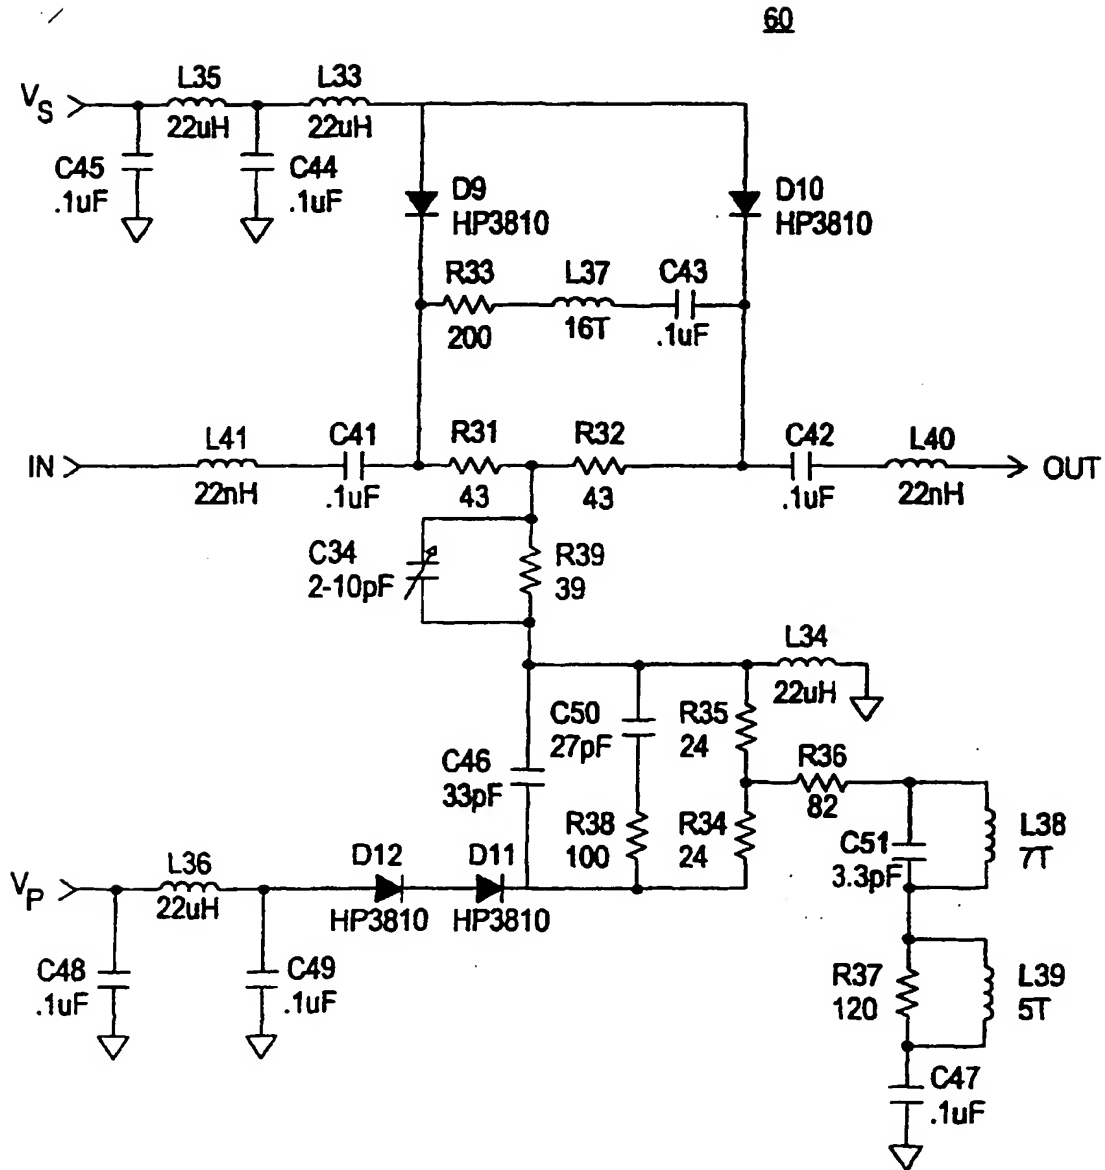 60
L35
L33
V_S
22uH
22uH
C45
.1uF
C44
.1uF
D9
HP3810
D10
HP3810
R33
L37
C43
200
16T
.1uF
L41
C41
R31
R32
C42
L40
IN
OUT
22nH
.1uF
43
43
.1uF
22nH
C34
2-10pF
R39
39
L34
22uH
C50
27pF
R35
24
C46
33pF
R36
82
R38
100
R34
24
C51
3.3pF
L38
7T
L36
D12
D11
V_P
22uH
HP3810
HP3810
C48
.1uF
C49
.1uF
R37
120
L39
5T
C47
.1uF